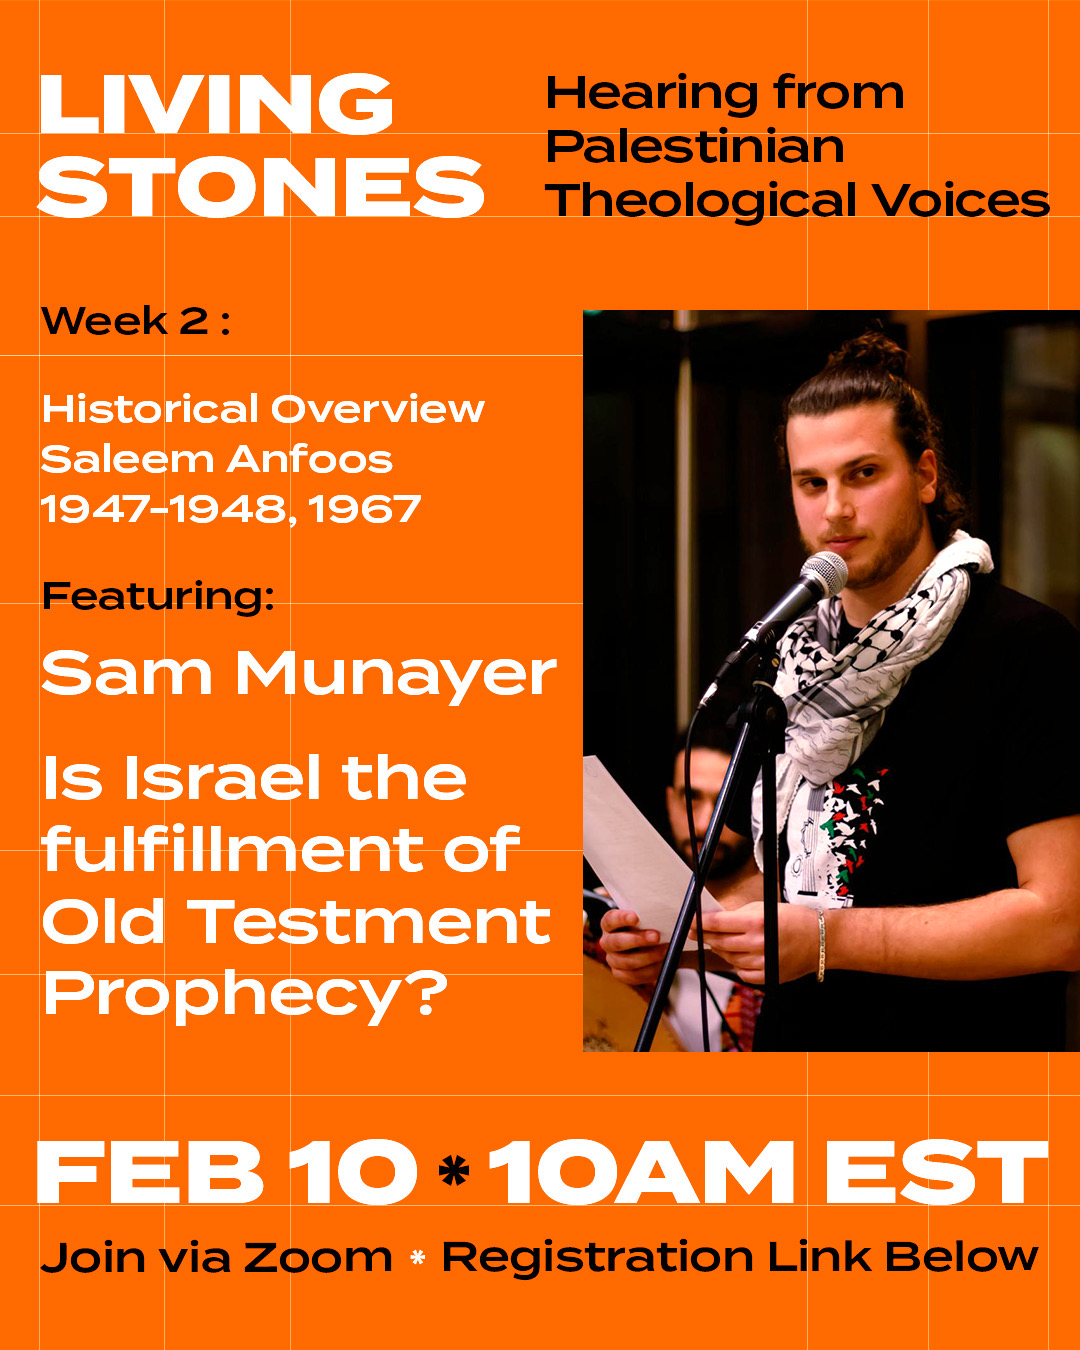 LIVING
STONES
Hearing from
Palestinian
Theological Voices
Week 2 :
Historical Overview
Saleem Anfoos
1947-1948, 1967
Featuring:
Sam Munayer
Is Israel the
fulfillment of
Old Testment
Prophecy?
FEB 10 * 10AM EST
Join via Zoom * Registration Link Below